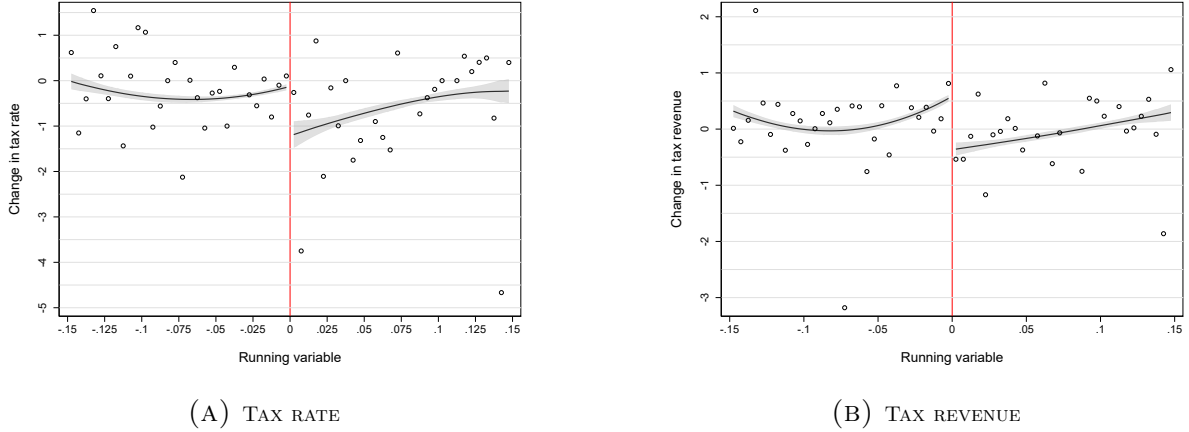 Change in tax rate
1
0
-1
-2
-3
-4
-5
-.15 -.125 -.1 -.075 -.05 -.025 0 .025 .05 .075 .1 .125 .15
Running variable
(A) TAX RATE
Change in tax revenue
2
1
0
-1
-2
-3
-.15 -.1 -.05 0 .05 .1 .15
Running variable
(B) TAX REVENUE